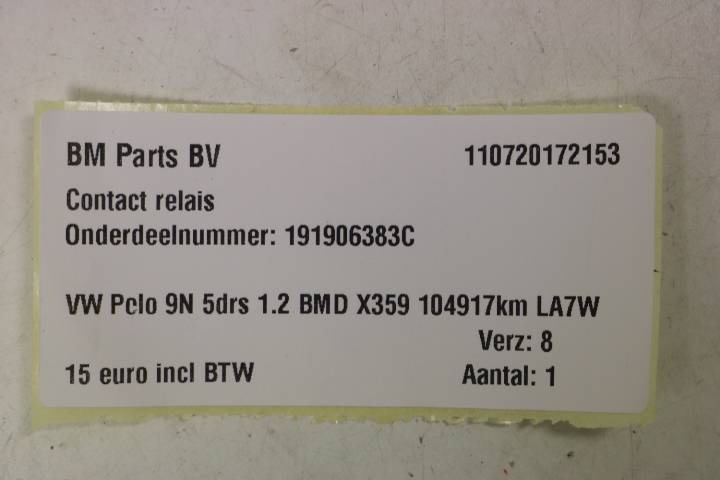 BM Parts BV 110720172153
Contact relais
Onderdeelnummer: 191906383C
VW Pclo 9N 5drs 1.2 BMD X359 104917km LA7W
Verz: 8
15 euro incl BTW Aantal: 1